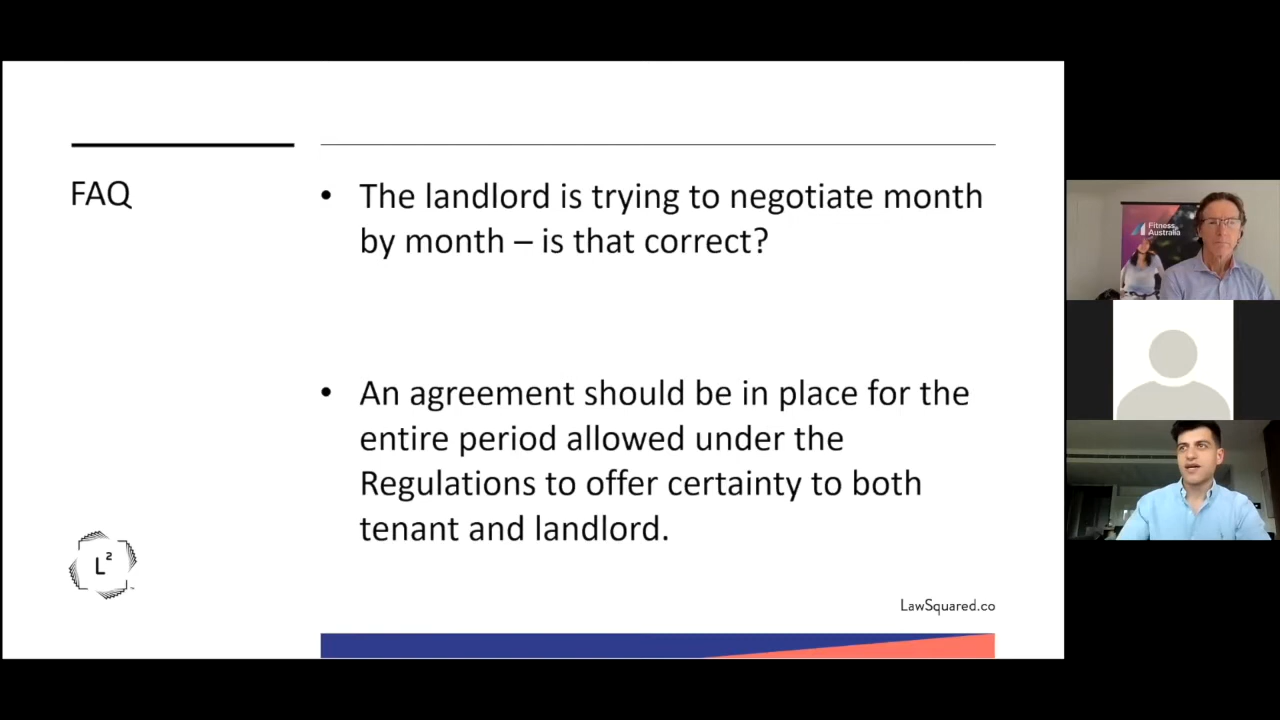 FAQ
• The landlord is trying to negotiate month
by month – is that correct?
• An agreement should be in place for the
entire period allowed under the
Regulations to offer certainty to both
tenant and landlord.
L²
LawSquared.co
Fitness
Australia